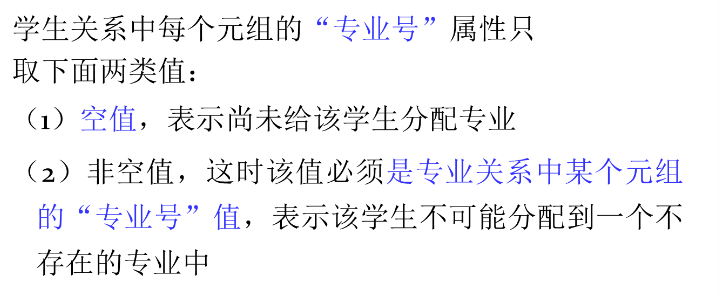 学生关系中每个元组的“专业号”属性只
取下面两类值：
（1）空值，表示尚未给该学生分配专业
（2）非空值，这时该值必须是专业关系中某个元组
的“专业号”值，表示该学生不可能分配到一个不
存在的专业中